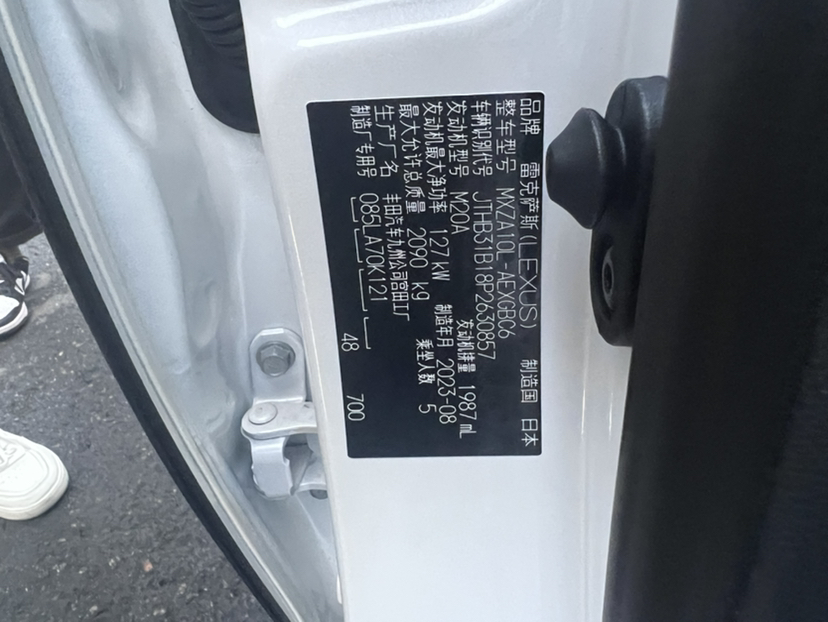 品牌 雷克萨斯(LEXUS) 制造国 日本
整车型号 MXZA10L-AEXGBC6
车辆识别代号 JTHB31B18P2630857
发动机型号 M20A 发动机排量 1987 mL
发动机最大净功率 127 kW 制造年月 2023-08
最大允许总质量 2090 kg 乘坐人数 5
生产厂名 丰田汽车九州公司宫田工厂
制造厂专用号 085LA70K121 48 700